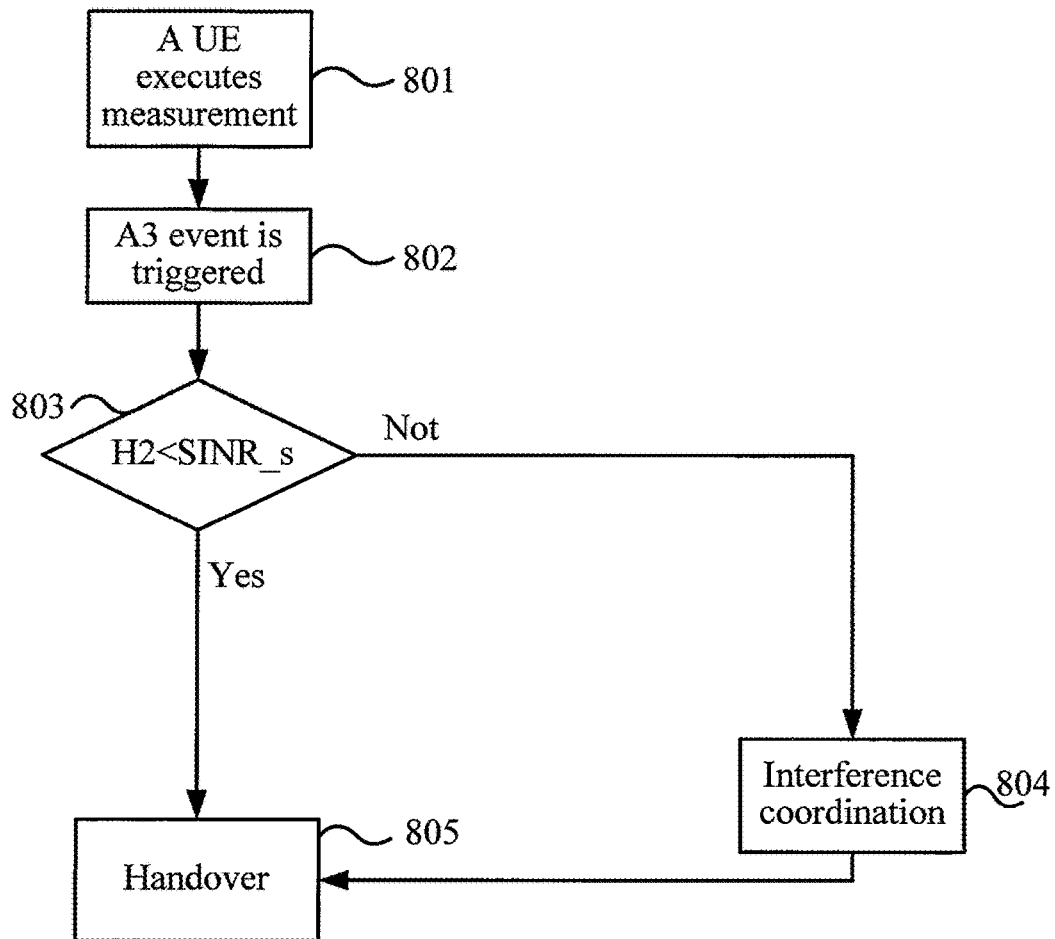 A UE
executes
measurement
801
A3 event is
triggered
802
803
H2<SINR_s
Not
Yes
Interference
coordination
804
805
Handover